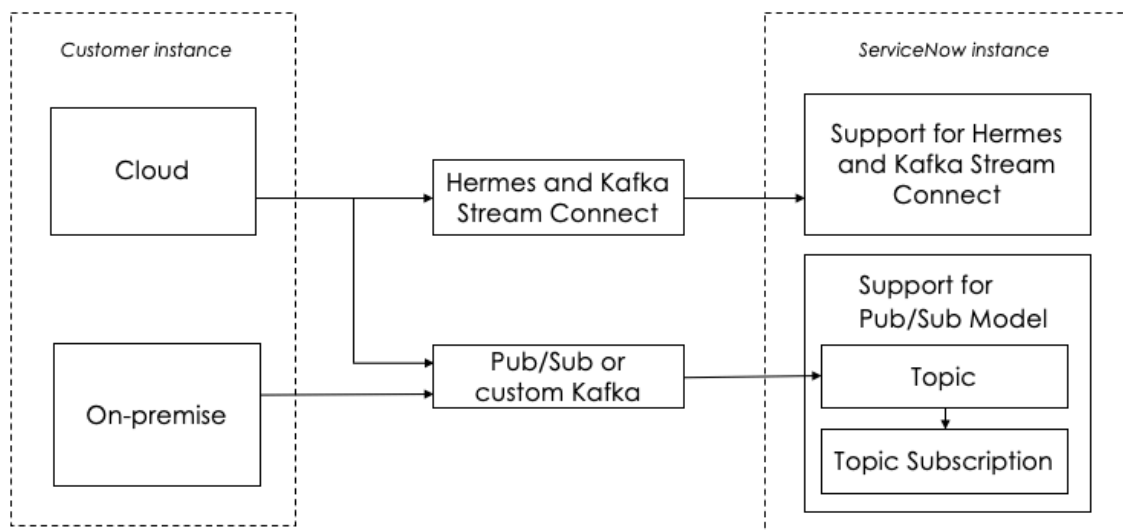 Customer instance
ServiceNow instance
Cloud
Hermes and Kafka
Stream Connect
Support for Hermes
and Kafka Stream
Connect
On-premise
Pub/Sub or
custom Kafka
Support for
Pub/Sub Model
Topic
Topic Subscription